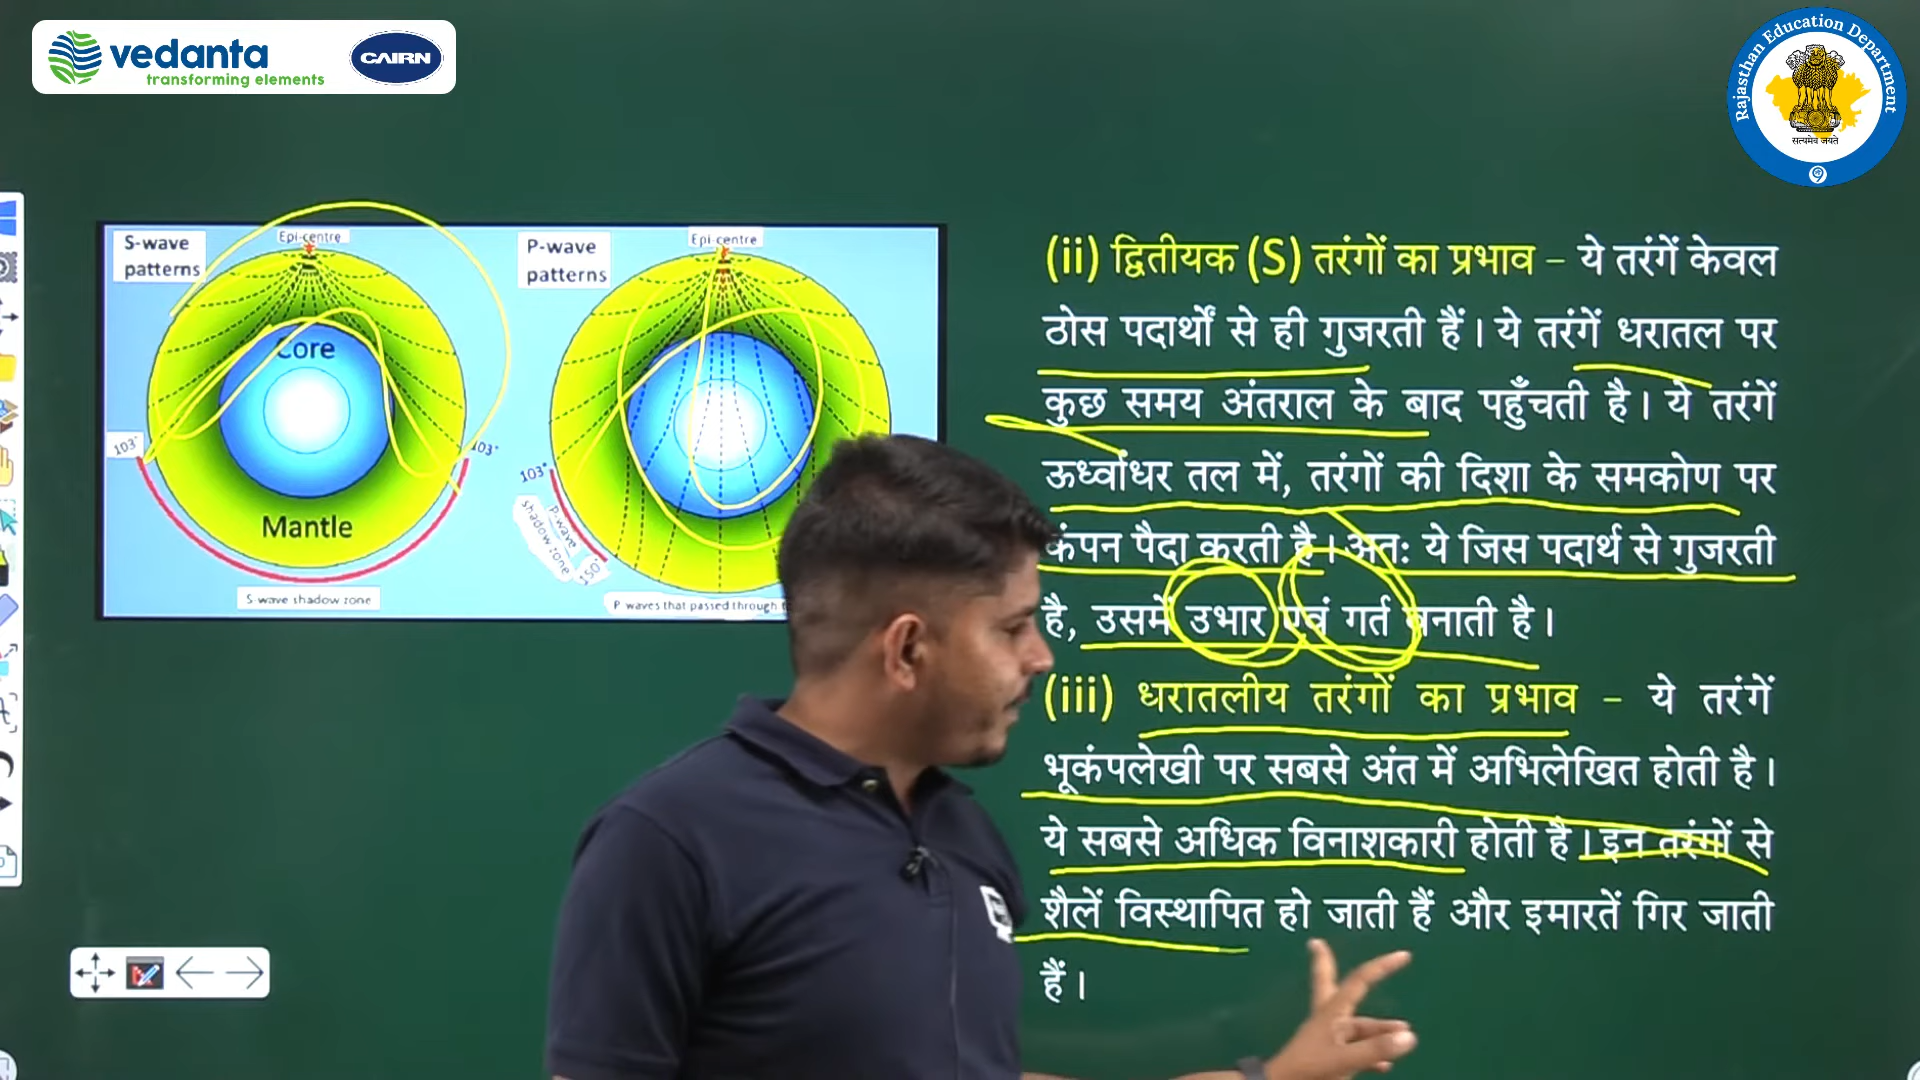 vedanta
transforming elements
CAIRN
Rajasthan Education Department
सत्यमेव जयते
S-wave
patterns
Epi-centre
Core
Mantle
103°
103°
S-wave shadow zone
P-wave
patterns
Epi-centre
103°
P-wave
shadow zone
150°
P waves that passed through
(ii) द्वितीयक (S) तरंगों का प्रभाव – ये तरंगें केवल
ठोस पदार्थों से ही गुजरती हैं। ये तरंगें धरातल पर
कुछ समय अंतराल के बाद पहुँचती है। ये तरंगें
ऊर्ध्वाधर तल में, तरंगों की दिशा के समकोण पर
कंपन पैदा करती है। अतः ये जिस पदार्थ से गुजरती
है, उसमें उभार एवं गर्त बनाती है।
(iii) धरातलीय तरंगों का प्रभाव – ये तरंगें
भूकंपलेखी पर सबसे अंत में अभिलेखित होती है।
ये सबसे अधिक विनाशकारी होती है। इन तरंगों से
शैलें विस्थापित हो जाती हैं और इमारतें गिर जाती
हैं।